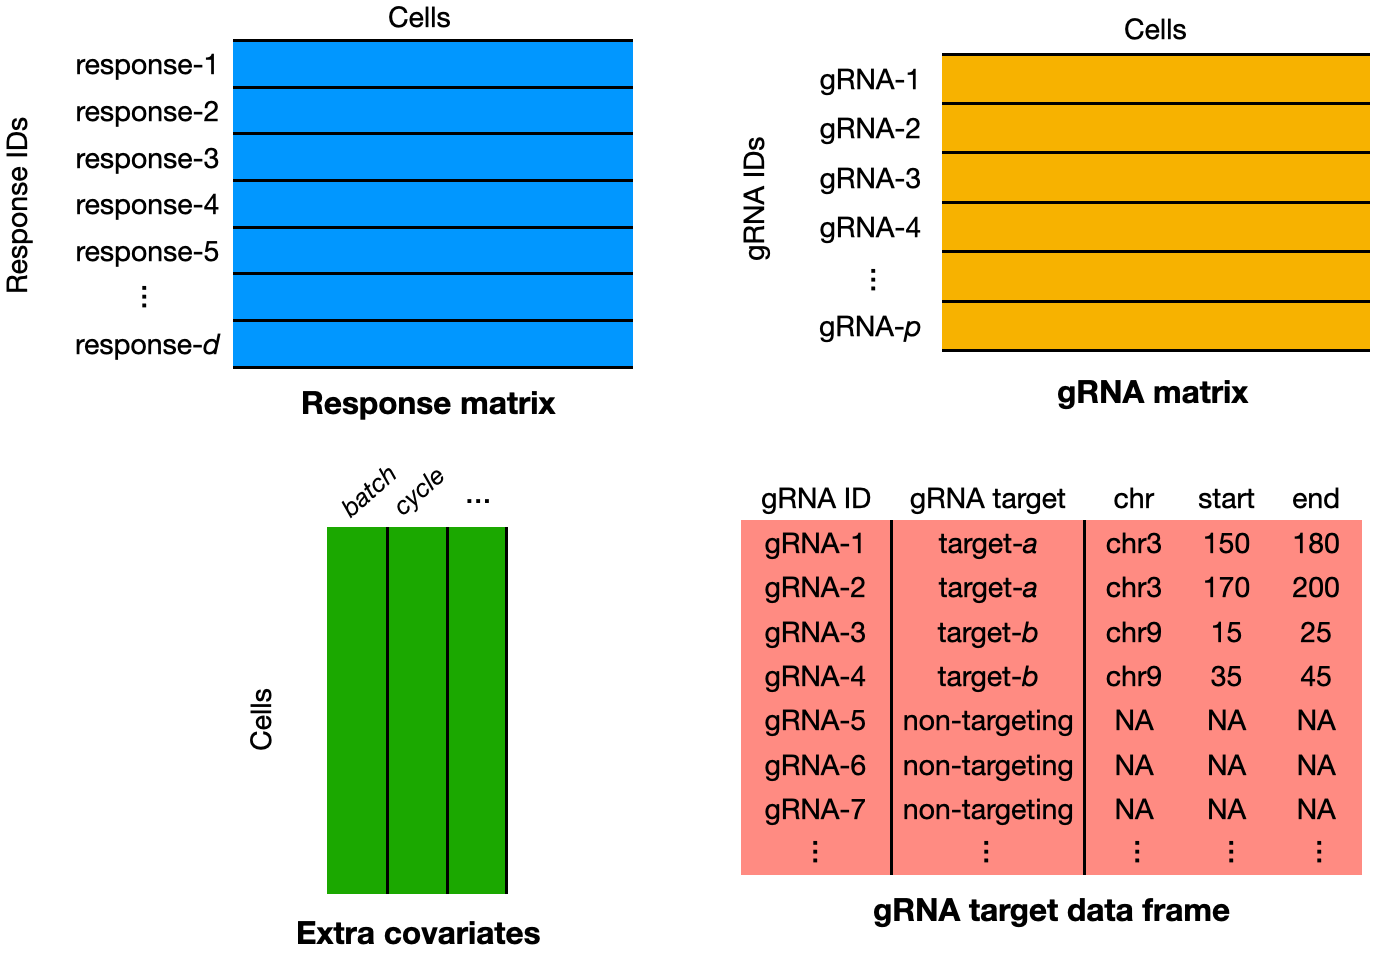 Cells
Response IDs
response-1
response-2
response-3
response-4
response-5
⋮
response-d
Response matrix
Cells
gRNA IDs
gRNA-1
gRNA-2
gRNA-3
gRNA-4
⋮
gRNA-p
gRNA matrix
batch cycle ...
Cells
Extra covariates
gRNA ID gRNA target chr start end
gRNA-1 target-a chr3 150 180
gRNA-2 target-a chr3 170 200
gRNA-3 target-b chr9 15 25
gRNA-4 target-b chr9 35 45
gRNA-5 non-targeting NA NA NA
gRNA-6 non-targeting NA NA NA
gRNA-7 non-targeting NA NA NA
⋮ ⋮ ⋮ ⋮ ⋮
gRNA target data frame